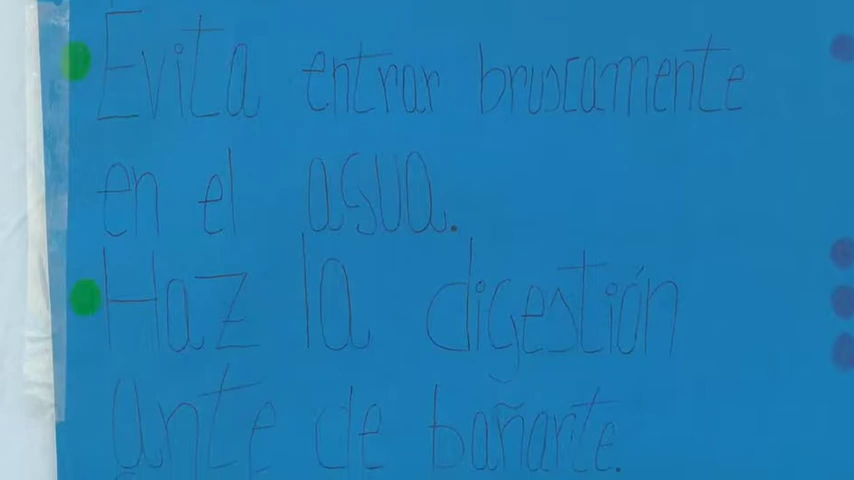 Evita entrar bruscamente
en el agua.
Haz la digestión
ante de bañarte.